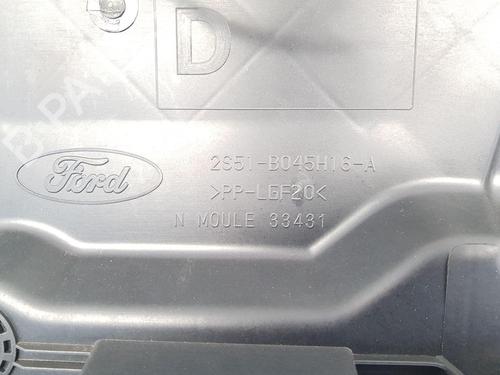 D
Ford
2S51-B045H16-A
>PP-LGF20<
N MOULE 33431